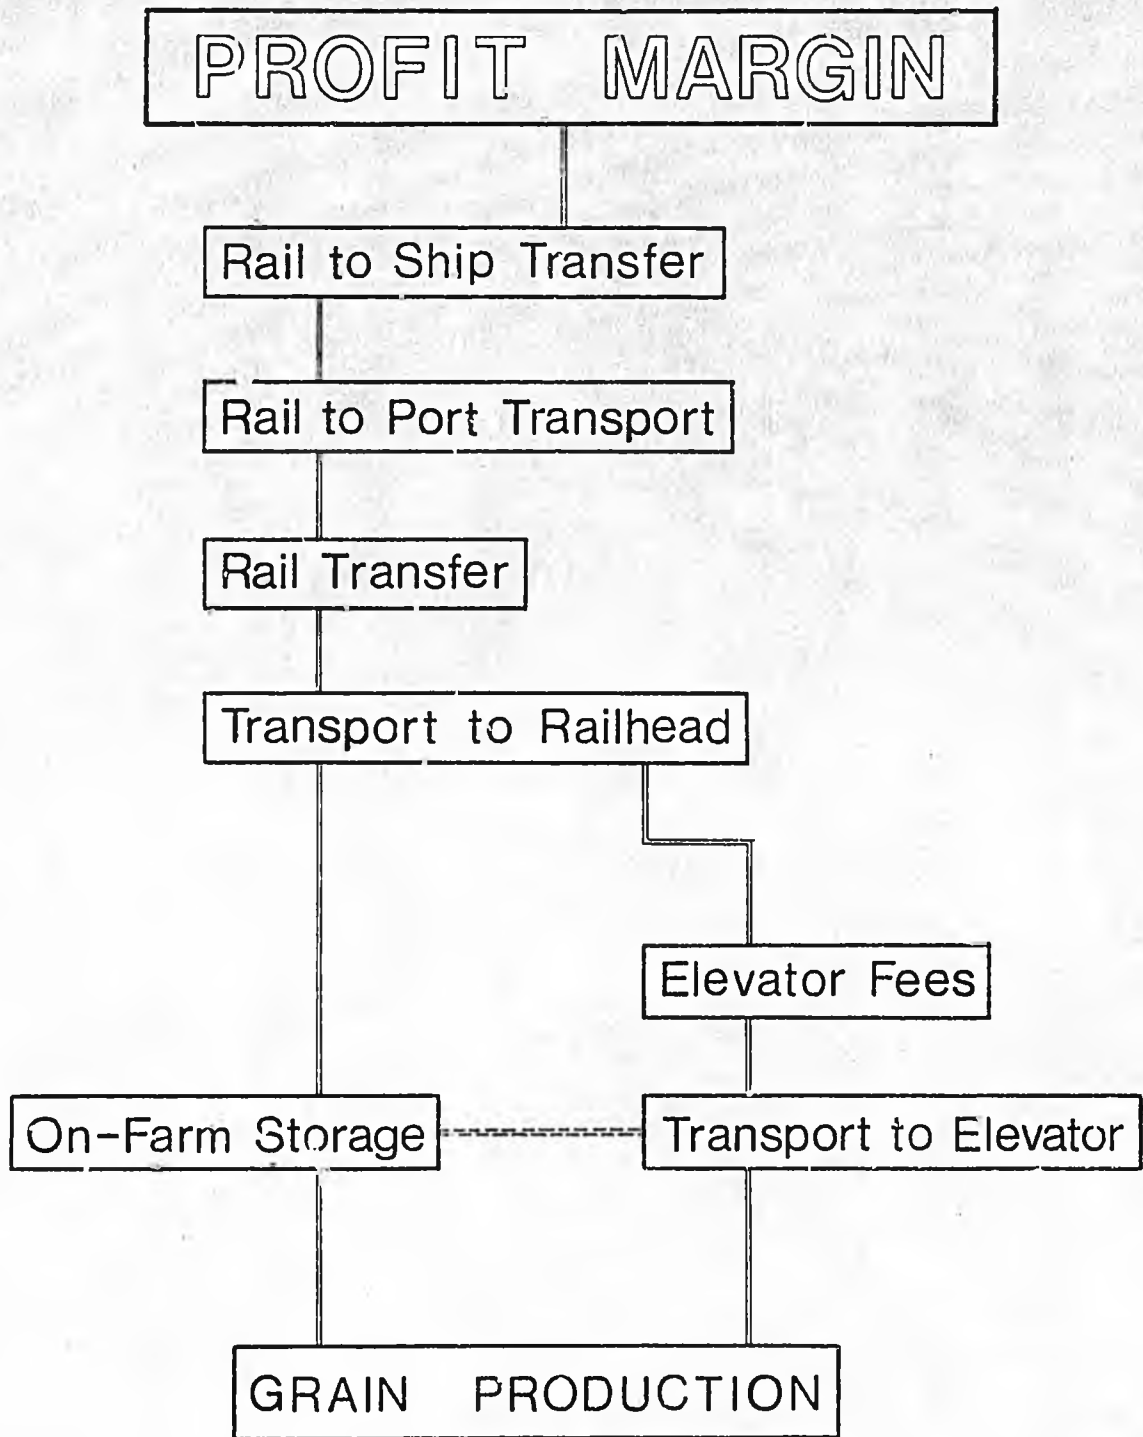 PROFIT MARGIN
Rail to Ship Transfer
Rail to Port Transport
Rail Transfer
Transport to Railhead
Elevator Fees
On-Farm Storage
Transport to Elevator
GRAIN PRODUCTION